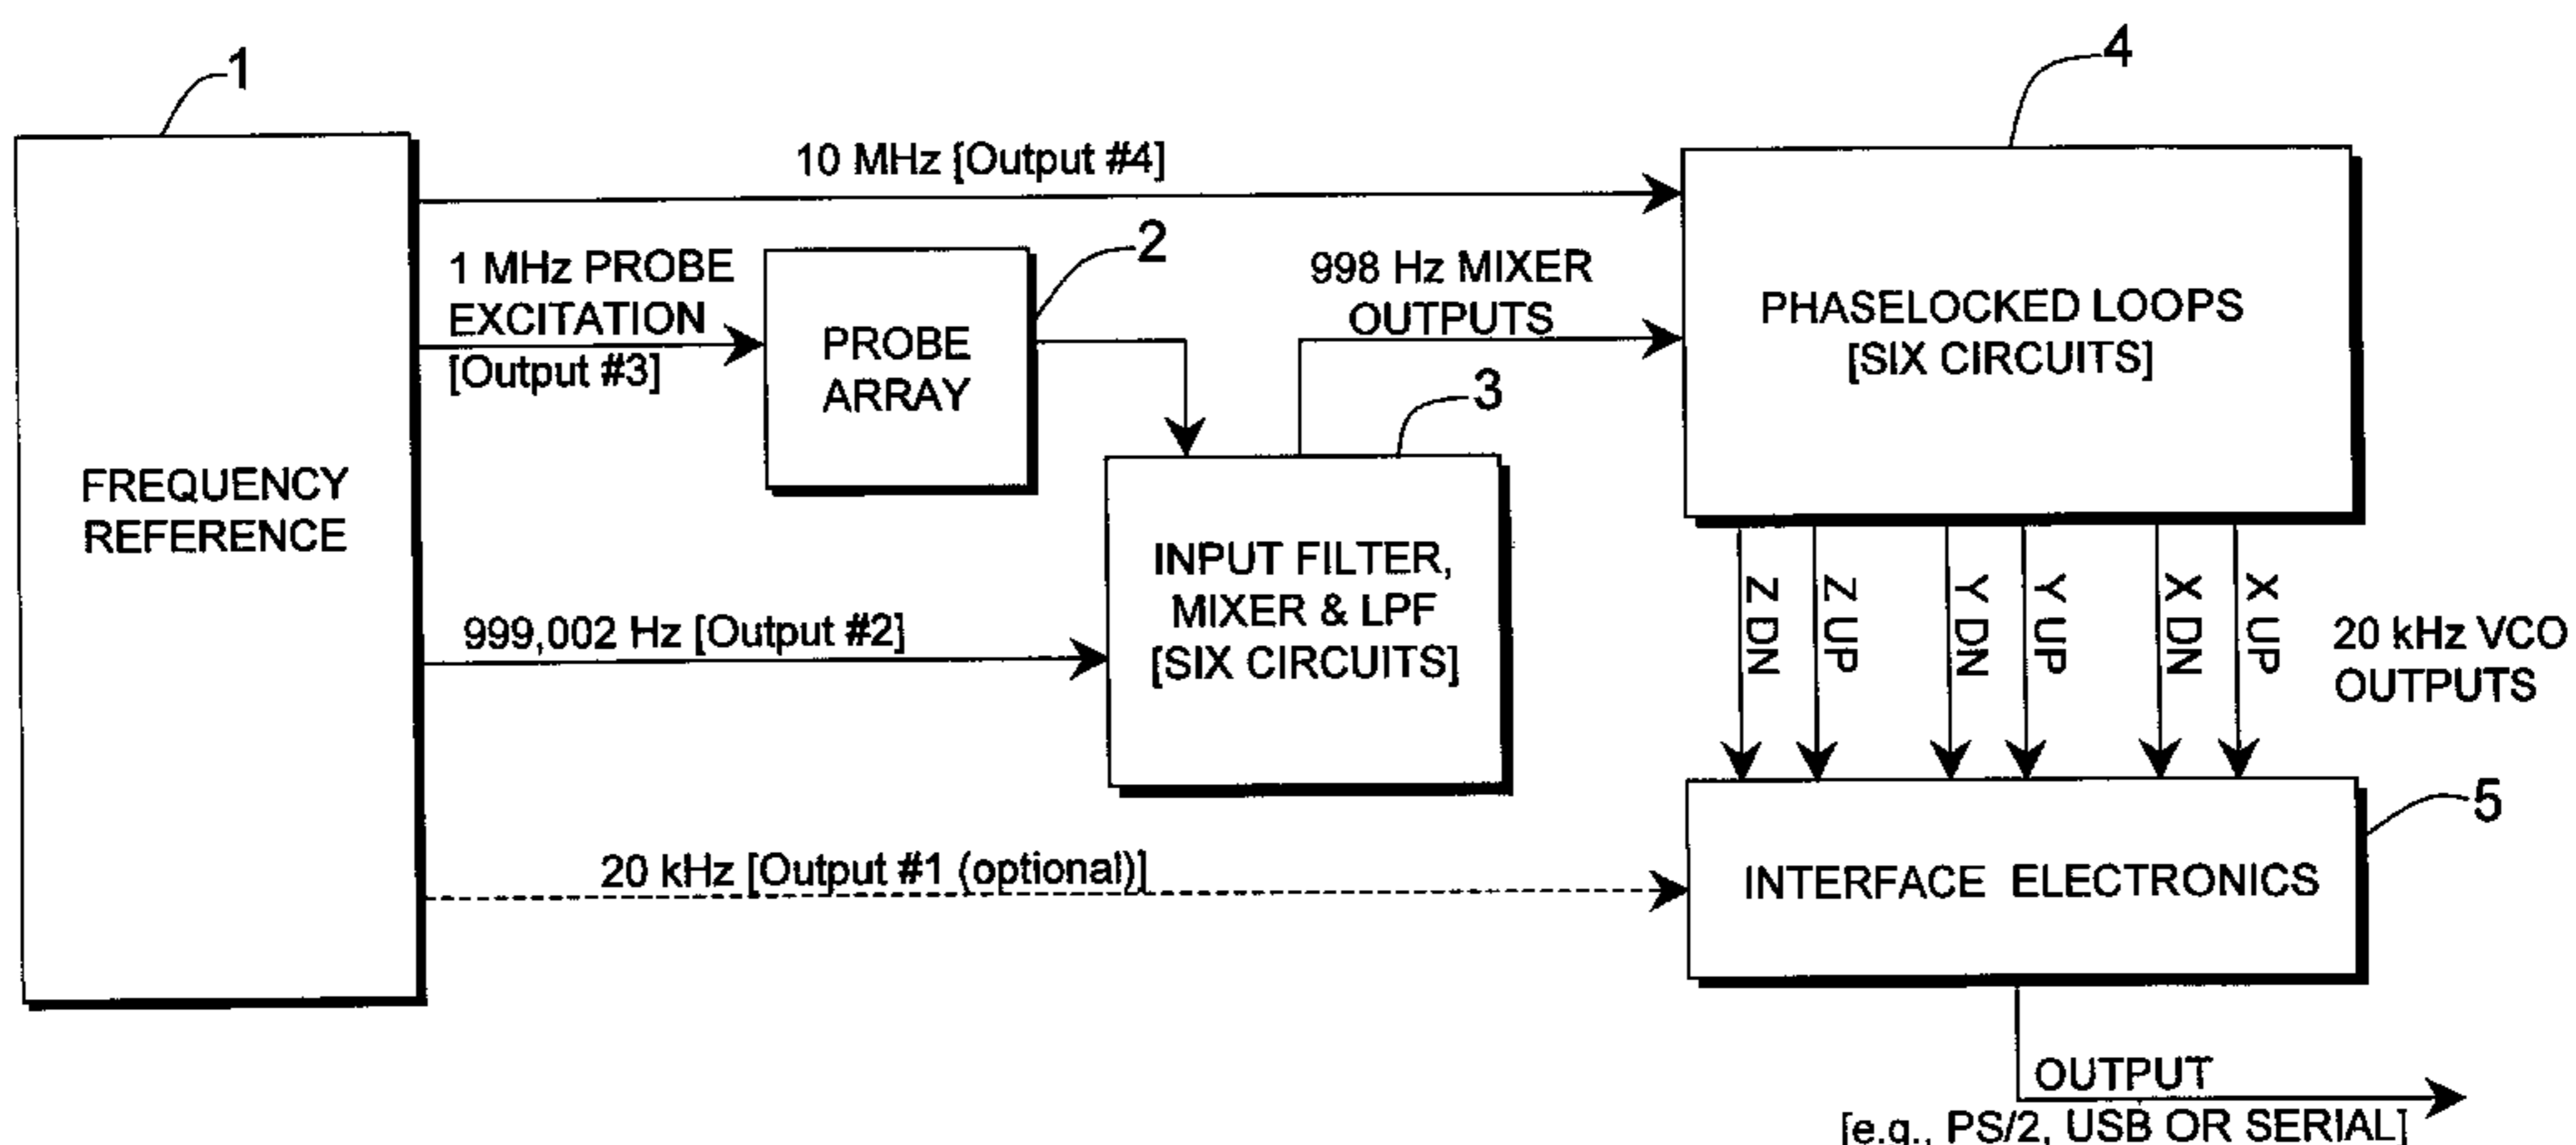 1
4
10 MHz [Output #4]
2
1 MHz PROBE
EXCITATION
[Output #3]
998 Hz MIXER
OUTPUTS
PROBE
ARRAY
PHASELOCKED LOOPS
[SIX CIRCUITS]
3
FREQUENCY
REFERENCE
INPUT FILTER,
MIXER & LPF
[SIX CIRCUITS]
999,002 Hz [Output #2]
Z DN
Z UP
Y DN
Y UP
X DN
X UP
20 kHz VCO
OUTPUTS
5
20 kHz [Output #1 (optional)]
INTERFACE ELECTRONICS
OUTPUT
[e.g., PS/2, USB OR SERIAL]